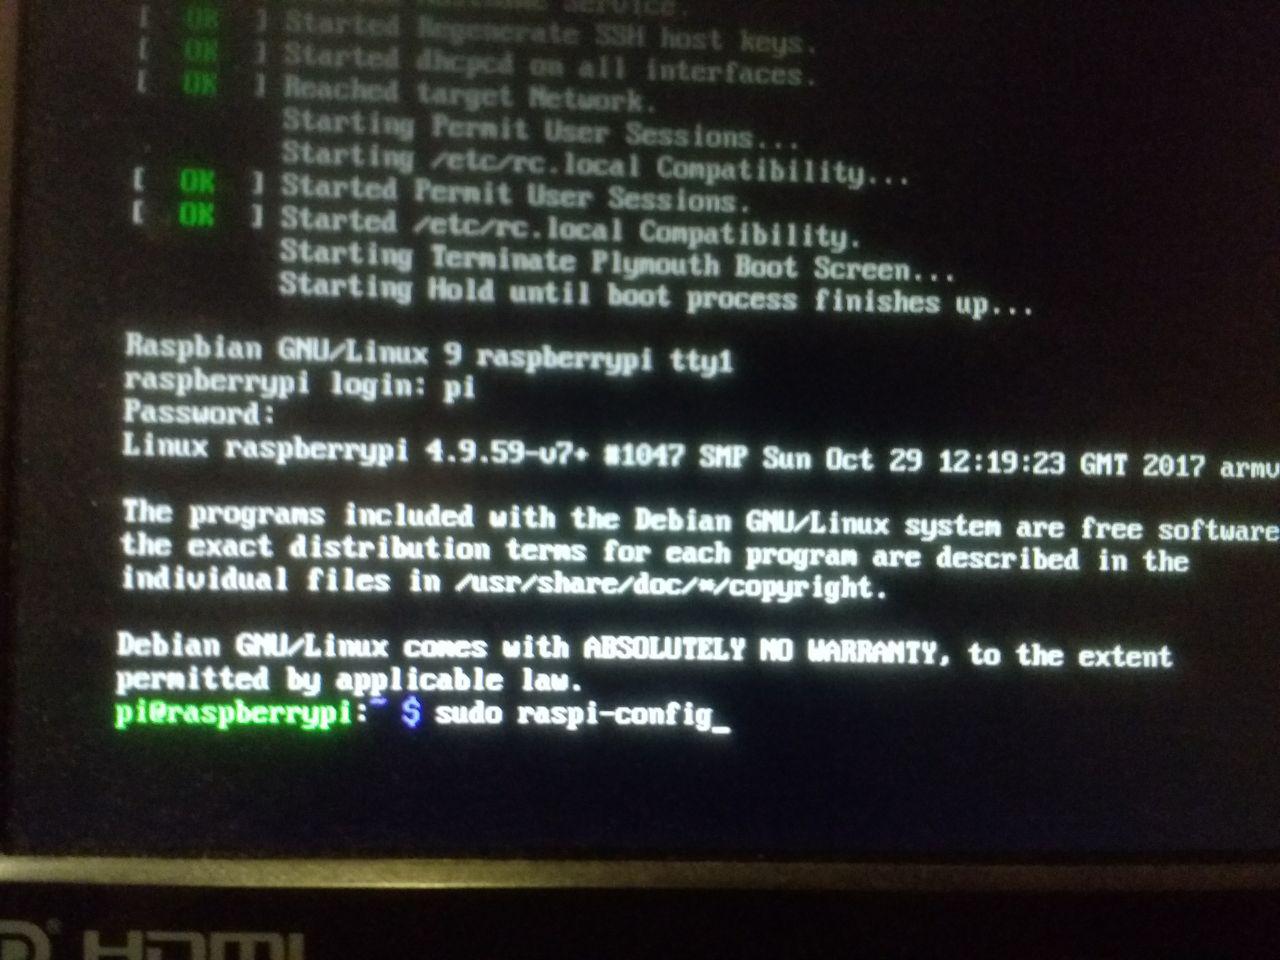 Service.
[ OK ] Started Regenerate SSH host keys.
[ OK ] Started dhcpcd on all interfaces.
[ OK ] Reached target Network.
Starting Permit User Sessions...
Starting /etc/rc.local Compatibility...
[ OK ] Started Permit User Sessions.
[ OK ] Started /etc/rc.local Compatibility.
Starting Terminate Plymouth Boot Screen...
Starting Hold until boot process finishes up...
Raspbian GNU/Linux 9 raspberrypi tty1
raspberrypi login: pi
Password:
Linux raspberrypi 4.9.59-v7+ #1047 SMP Sun Oct 29 12:19:23 GMT 2017 armv
The programs included with the Debian GNU/Linux system are free software
the exact distribution terms for each program are described in the
individual files in /usr/share/doc/*/copyright.
Debian GNU/Linux comes with ABSOLUTELY NO WARRANTY, to the extent
permitted by applicable law.
pi@raspberrypi:~ $ sudo raspi-config_
HDMI